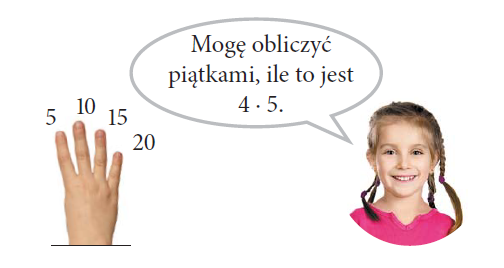 Mogę obliczyć
piątkami, ile to jest
4 · 5.
5 10 15
20